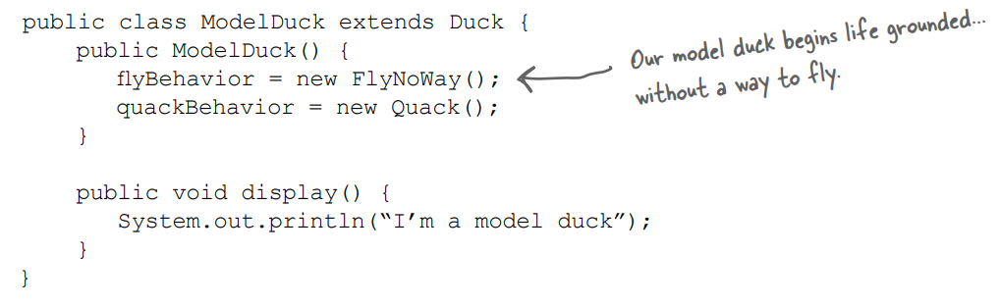 public class ModelDuck extends Duck {
public ModelDuck() {
flyBehavior = new FlyNoWay();
quackBehavior = new Quack();
}
public void display() {
System.out.println(“I’m a model duck”);
}
}
Our model duck begins life grounded...
without a way to fly.